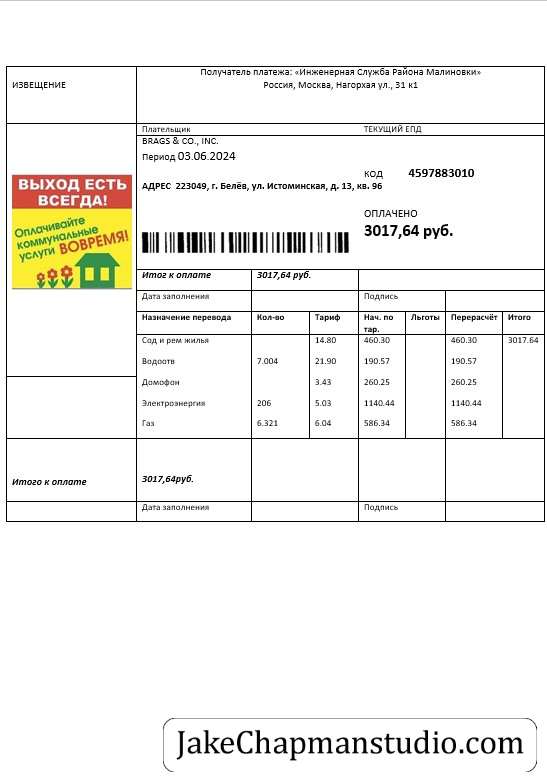 Получатель платежа: «Инженерная Служба Района Малиновки»
ИЗВЕЩЕНИЕ
Россия, Москва, Нагорхая ул., 31 к1
Плательщик ТЕКУЩИЙ ЕПД
BRAGS & CO., INC.
Период 03.06.2024
КОД 4597883010
АДРЕС 223049, г. Белёв, ул. Истоминская, д. 13, кв. 96
ВЫХОД ЕСТЬ
ВСЕГДА!
Оплачивайте
коммунальные
услуги ВОВРЕМЯ!
ОПЛАЧЕНО
3017,64 руб.
Итог к оплате 3017,64 руб.
Дата заполнения Подпись
Назначение перевода Кол-во Тариф Нач. по тар. Льготы Перерасчёт Итого
Сод и рем жилья 14.80 460.30 460.30 3017.64
Водоотв 7.004 21.90 190.57 190.57
Домофон 3.43 260.25 260.25
Электроэнергия 206 5.03 1140.44 1140.44
Газ 6.321 6.04 586.34 586.34
Итого к оплате 3017,64руб.
Дата заполнения Подпись
JakeChapmanstudio.com